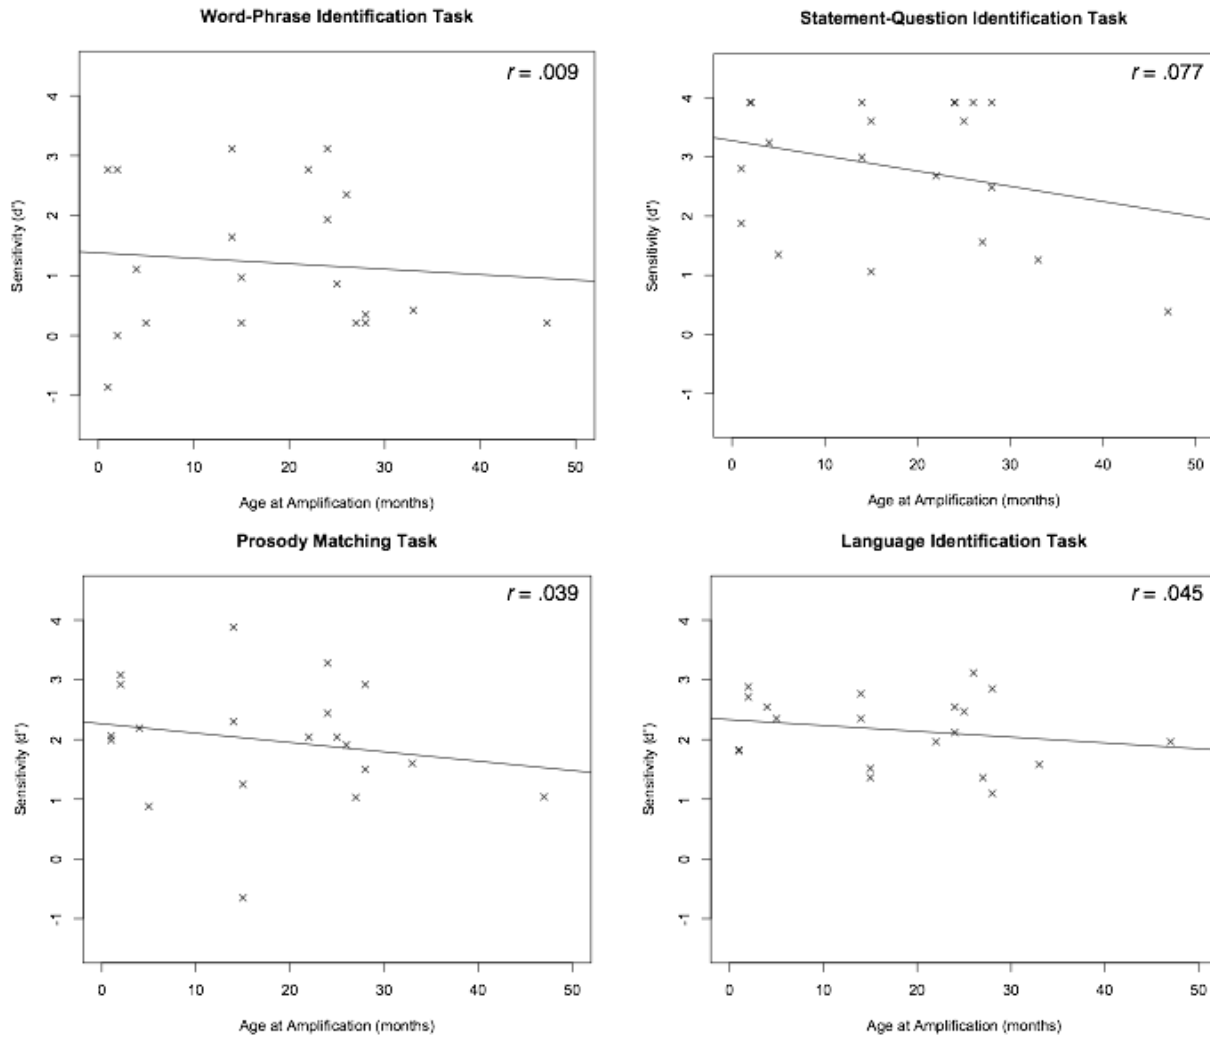 Word-Phrase Identification Task
r = .009
Sensitivity (d')
4
3
2
1
0
-1
0 10 20 30 40 50
Age at Amplification (months)
Statement-Question Identification Task
r = .077
Sensitivity (d')
4
3
2
1
0
-1
0 10 20 30 40 50
Age at Amplification (months)
Prosody Matching Task
r = .039
Sensitivity (d')
4
3
2
1
0
-1
0 10 20 30 40 50
Age at Amplification (months)
Language Identification Task
r = .045
Sensitivity (d')
4
3
2
1
0
-1
0 10 20 30 40 50
Age at Amplification (months)